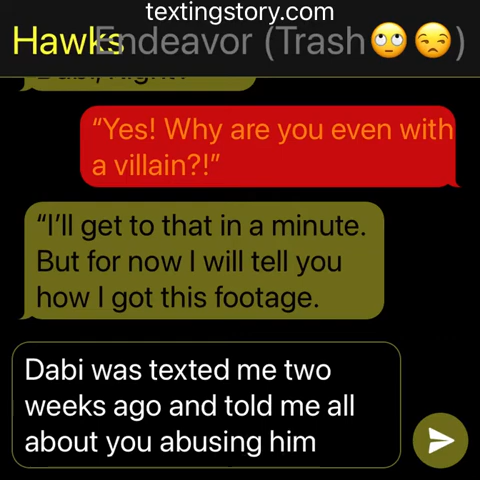 textingstory.com
Hawks Endeavor (Trash🙄😒)
“Yes! Why are you even with
a villain?!”
“I’ll get to that in a minute.
But for now I will tell you
how I got this footage.
Dabi was texted me two
weeks ago and told me all
about you abusing him